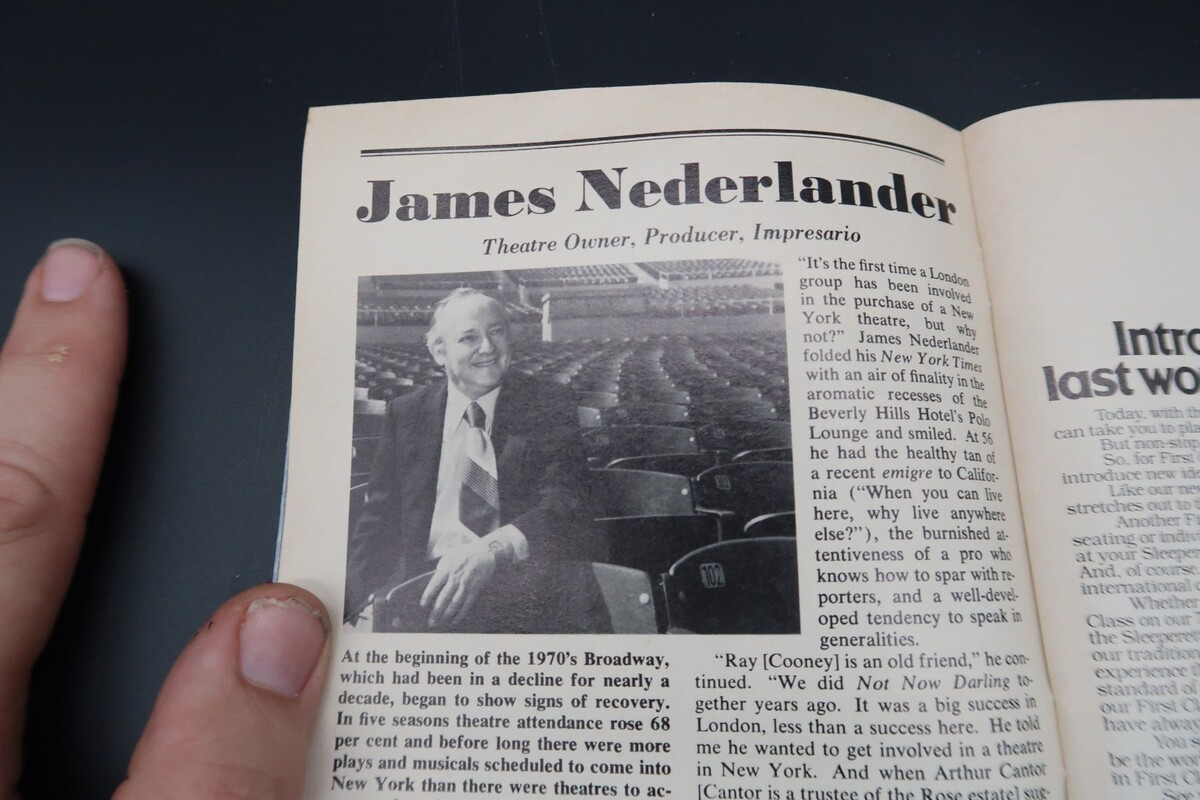 James Nederlander
Theatre Owner, Producer, Impresario
102
"It's the first time a London
group has been involved
in the purchase of a New
York theatre, but why
not?" James Nederlander
folded his New York Times
with an air of finality in the
aromatic recesses of the
Beverly Hills Hotel's Polo
Lounge and smiled. At 56
he had the healthy tan of
a recent emigre to Califor-
nia ("When you can live
here, why live anywhere
else?"), the burnished at-
tentiveness of a pro who
knows how to spar with re-
porters, and a well-devel-
oped tendency to speak in
generalities.
At the beginning of the 1970's Broadway,
which had been in a decline for nearly a
decade, began to show signs of recovery.
In five seasons theatre attendance rose 68
per cent and before long there were more
plays and musicals scheduled to come into
New York than there were theatres to ac-
"Ray [Cooney] is an old friend," he con-
tinued. "We did Not Now Darling to-
gether years ago. It was a big success in
London, less than a success here. He told
me he wanted to get involved in a theatre
in New York. And when Arthur Cantor
[Cantor is a trustee of the Rose estate] sug-
Intro
last wo
Today, with th
can take you to pla
But non-stop
So, for First
introduce new ide
Like our new
stretches out to
Another F
seating or indiv
at your Sleeper
And, of course,
international
Whether
Class on our
the Sleepere
our tradition
experience
standard of
our First C
have alway
You
be the wo
in First C
See